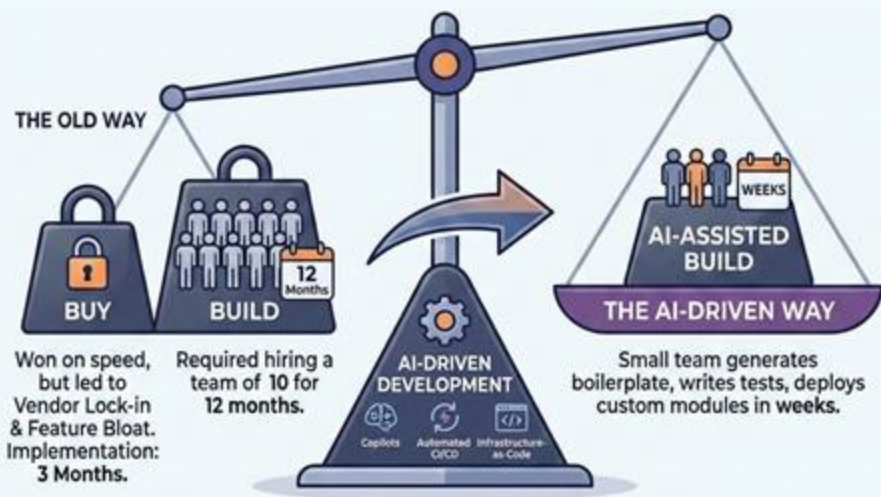 THE OLD WAY
BUY
12
Months
BUILD
Won on speed,
but led to
Vendor Lock-in
& Feature Bloat.
Implementation:
3 Months.
Required hiring a
team of 10 for
12 months.
AI-DRIVEN
DEVELOPMENT
Copilots
Automated
CI/CD
Infrastructure-
as-Code
WEEKS
AI-ASSISTED
BUILD
THE AI-DRIVEN WAY
Small team generates
boilerplate, writes tests, deploys
custom modules in weeks.